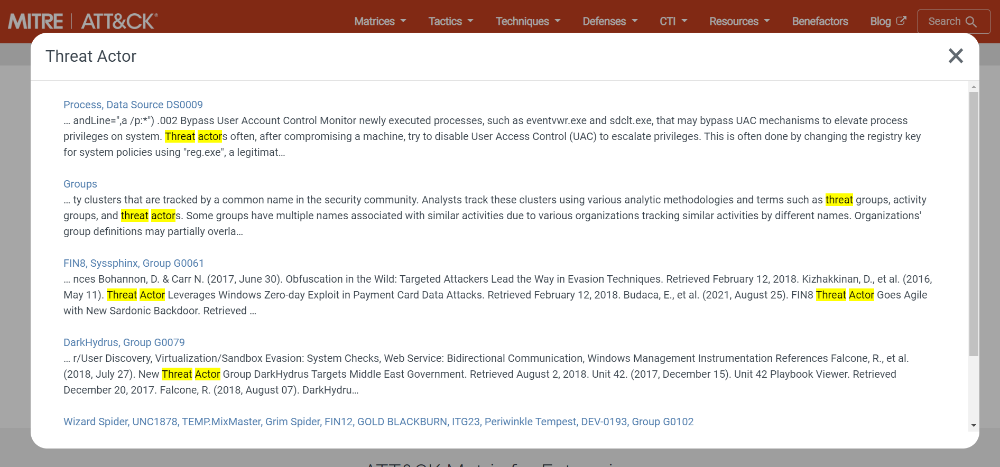 MITRE | ATT&CK®
Matrices Tactics Techniques Defenses CTI Resources Benefactors Blog Search
Threat Actor
Process, Data Source DS0009
… andLine=",a /p:*") .002 Bypass User Account Control Monitor newly executed processes, such as eventvwr.exe and sdclt.exe, that may bypass UAC mechanisms to elevate process
privileges on system. Threat actors often, after compromising a machine, try to disable User Access Control (UAC) to escalate privileges. This is often done by changing the registry key
for system policies using "reg.exe", a legitimat…
Groups
… ty clusters that are tracked by a common name in the security community. Analysts track these clusters using various analytic methodologies and terms such as threat groups, activity
groups, and threat actors. Some groups have multiple names associated with similar activities due to various organizations tracking similar activities by different names. Organizations'
group definitions may partially overla…
FIN8, Syssphinx, Group G0061
… nces Bohannon, D. & Carr N. (2017, June 30). Obfuscation in the Wild: Targeted Attackers Lead the Way in Evasion Techniques. Retrieved February 12, 2018. Kizhakkinan, D., et al. (2016,
May 11). Threat Actor Leverages Windows Zero-day Exploit in Payment Card Data Attacks. Retrieved February 12, 2018. Budaca, E., et al. (2021, August 25). FIN8 Threat Actor Goes Agile
with New Sardonic Backdoor. Retrieved …
DarkHydrus, Group G0079
… r/User Discovery, Virtualization/Sandbox Evasion: System Checks, Web Service: Bidirectional Communication, Windows Management Instrumentation References Falcone, R., et al.
(2018, July 27). New Threat Actor Group DarkHydrus Targets Middle East Government. Retrieved August 2, 2018. Unit 42. (2017, December 15). Unit 42 Playbook Viewer. Retrieved
December 20, 2017. Falcone, R. (2018, August 07). DarkHydru…
Wizard Spider, UNC1878, TEMP.MixMaster, Grim Spider, FIN12, GOLD BLACKBURN, ITG23, Periwinkle Tempest, DEV-0193, Group G0102